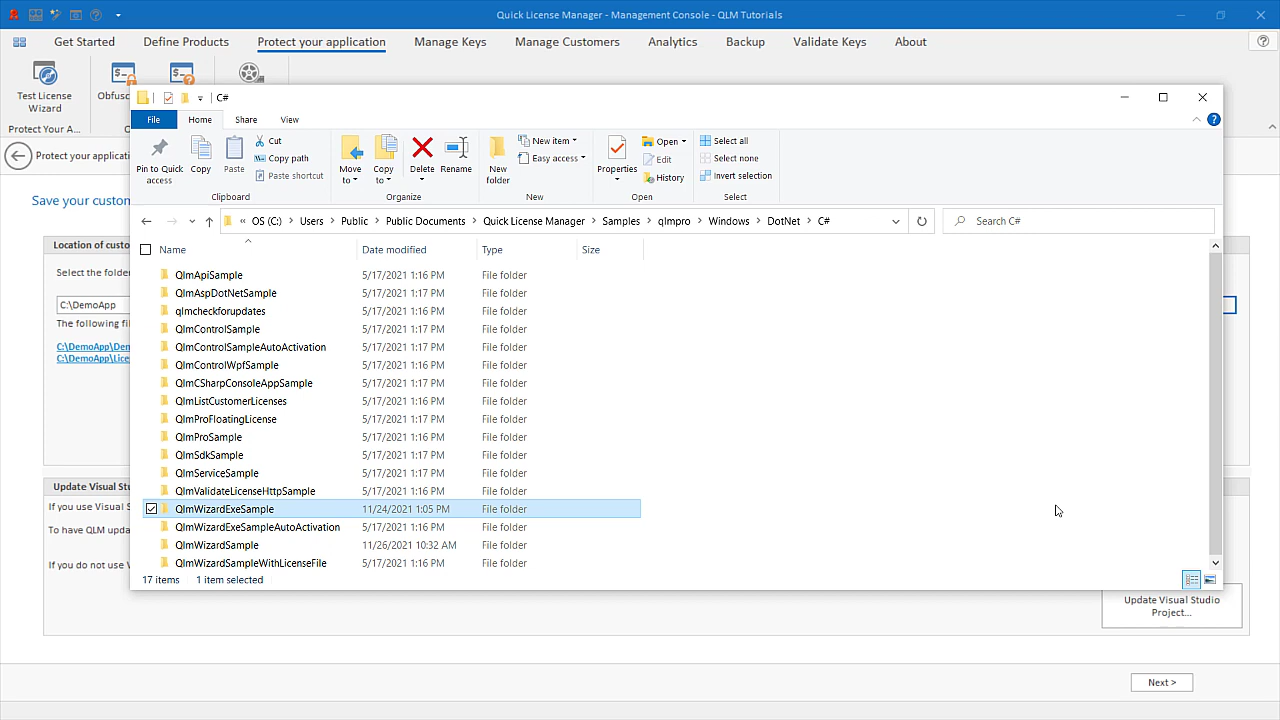 Quick License Manager - Management Console - QLM Tutorials
Get Started Define Products Protect your application Manage Keys Manage Customers Analytics Backup Validate Keys About
Test License Wizard
Obfus
Protect Your A...
Protect your applicati
Save your custom
Location of custo
Select the folde
C:\DemoApp
The following fil
C:\DemoApp\Den
C:\DemoApp\Lice
Update Visual Stu
If you use Visual S
To have QLM upda
If you do not use V
Update Visual Studio Project...
Next >
C#
File Home Share View
Pin to Quick access
Copy
Paste
Cut
Copy path
Paste shortcut
Clipboard
Move to
Copy to
Delete
Rename
Organize
New folder
New item
Easy access
New
Properties
Open
Edit
History
Open
Select all
Select none
Invert selection
Select
« OS (C:) > Users > Public > Public Documents > Quick License Manager > Samples > qlmpro > Windows > DotNet > C#
Search C#
Name Date modified Type Size
QlmApiSample 5/17/2021 1:16 PM File folder
QlmAspDotNetSample 5/17/2021 1:17 PM File folder
qlmcheckforupdates 5/17/2021 1:16 PM File folder
QlmControlSample 5/17/2021 1:17 PM File folder
QlmControlSampleAutoActivation 5/17/2021 1:17 PM File folder
QlmControlWpfSample 5/17/2021 1:16 PM File folder
QlmCSharpConsoleAppSample 5/17/2021 1:17 PM File folder
QlmListCustomerLicenses 5/17/2021 1:16 PM File folder
QlmProFloatingLicense 5/17/2021 1:17 PM File folder
QlmProSample 5/17/2021 1:16 PM File folder
QlmSdkSample 5/17/2021 1:17 PM File folder
QlmServiceSample 5/17/2021 1:17 PM File folder
QlmValidateLicenseHttpSample 5/17/2021 1:16 PM File folder
QlmWizardExeSample 11/24/2021 1:05 PM File folder
QlmWizardExeSampleAutoActivation 5/17/2021 1:16 PM File folder
QlmWizardSample 11/26/2021 10:32 AM File folder
QlmWizardSampleWithLicenseFile 5/17/2021 1:16 PM File folder
17 items 1 item selected